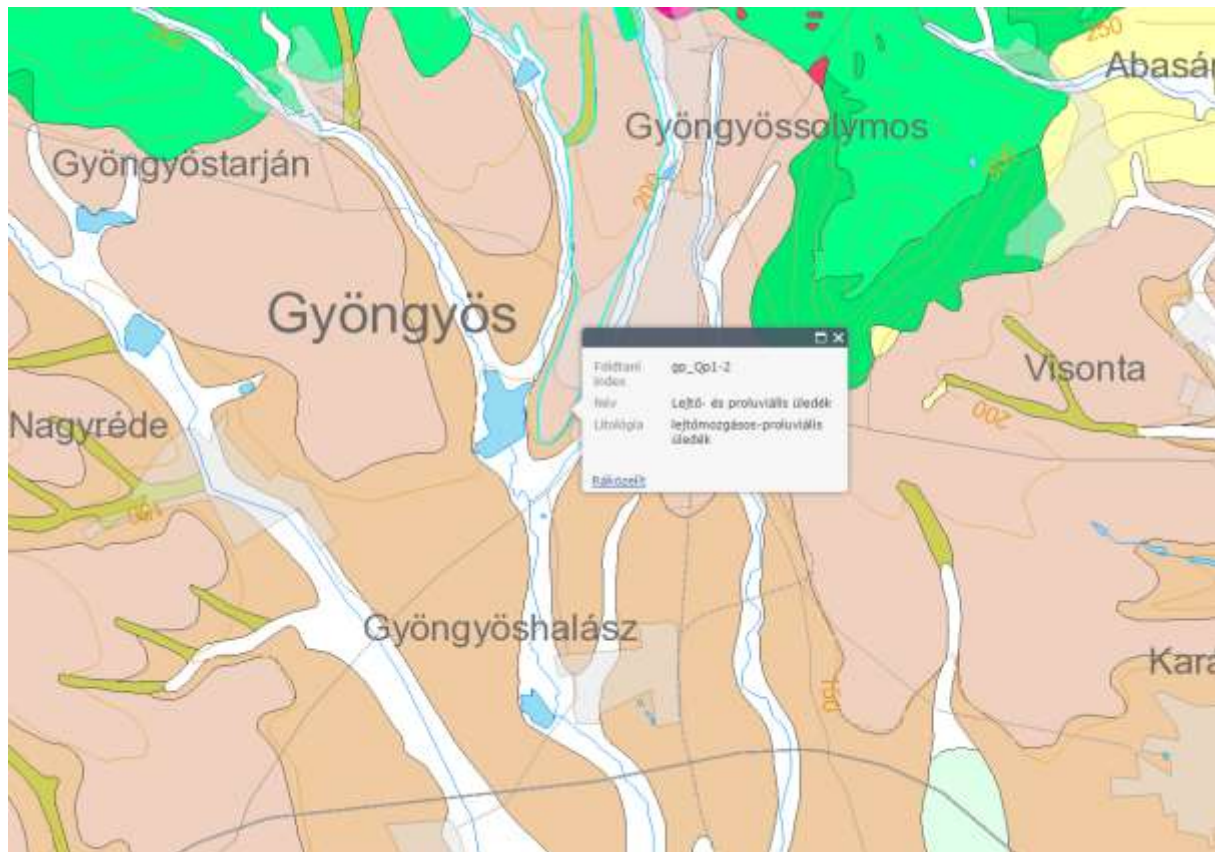 250
Abasár
Gyöngyössolymos
Gyöngyöstarján
200
Gyöngyös
Földtani
index
gp_Qp1-2
Név
Lejtő- és proluviális üledék
Litológia
lejtőmozgásos-proluviális
üledék
Ráközelít
Visonta
200
Nagyréde
150
Gyöngyöshalász
150
Kara